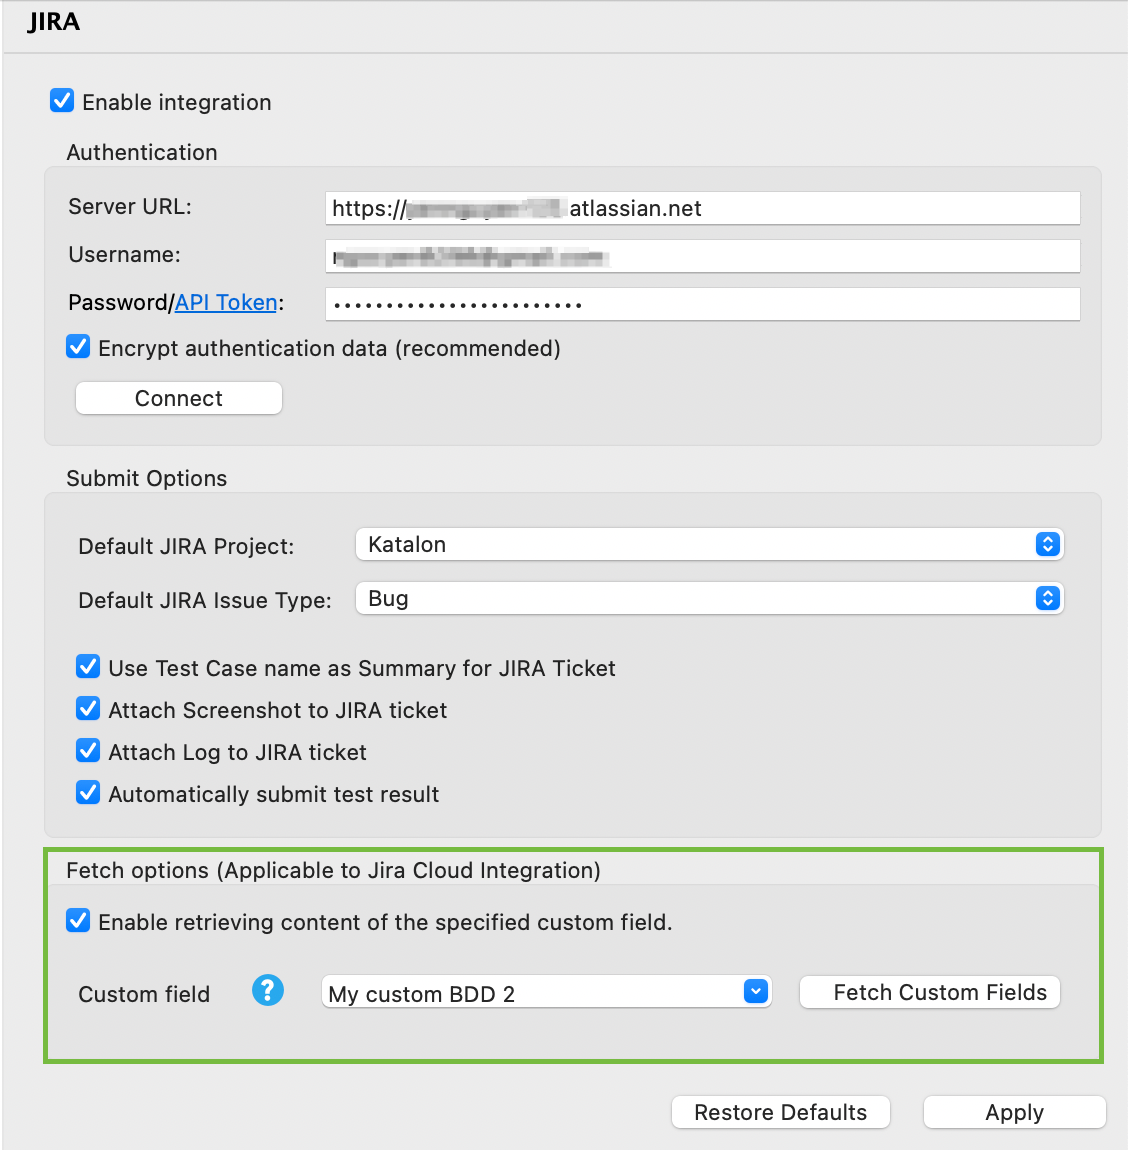 JIRA
Enable integration
Authentication
Server URL:
https://
atlassian.net
Username:
Password/API Token:
••••••••••••••••••••••••
Encrypt authentication data (recommended)
Connect
Submit Options
Default JIRA Project:
Katalon
Default JIRA Issue Type:
Bug
Use Test Case name as Summary for JIRA Ticket
Attach Screenshot to JIRA ticket
Attach Log to JIRA ticket
Automatically submit test result
Fetch options (Applicable to Jira Cloud Integration)
Enable retrieving content of the specified custom field.
Custom field
?
My custom BDD 2
Fetch Custom Fields
Restore Defaults
Apply